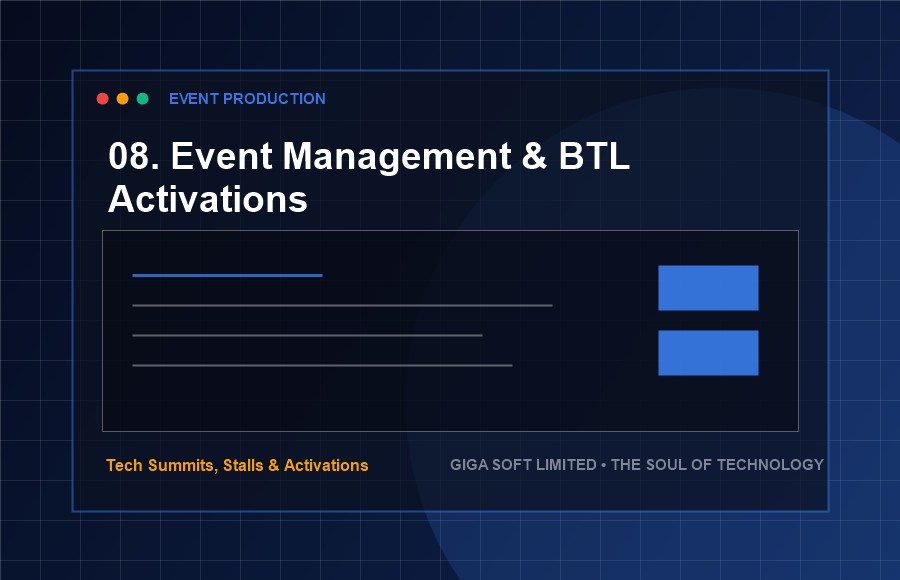 EVENT PRODUCTION
08. Event Management & BTL
Activations
Tech Summits, Stalls & Activations
GIGA SOFT LIMITED • THE SOUL OF TECHNOLOGY